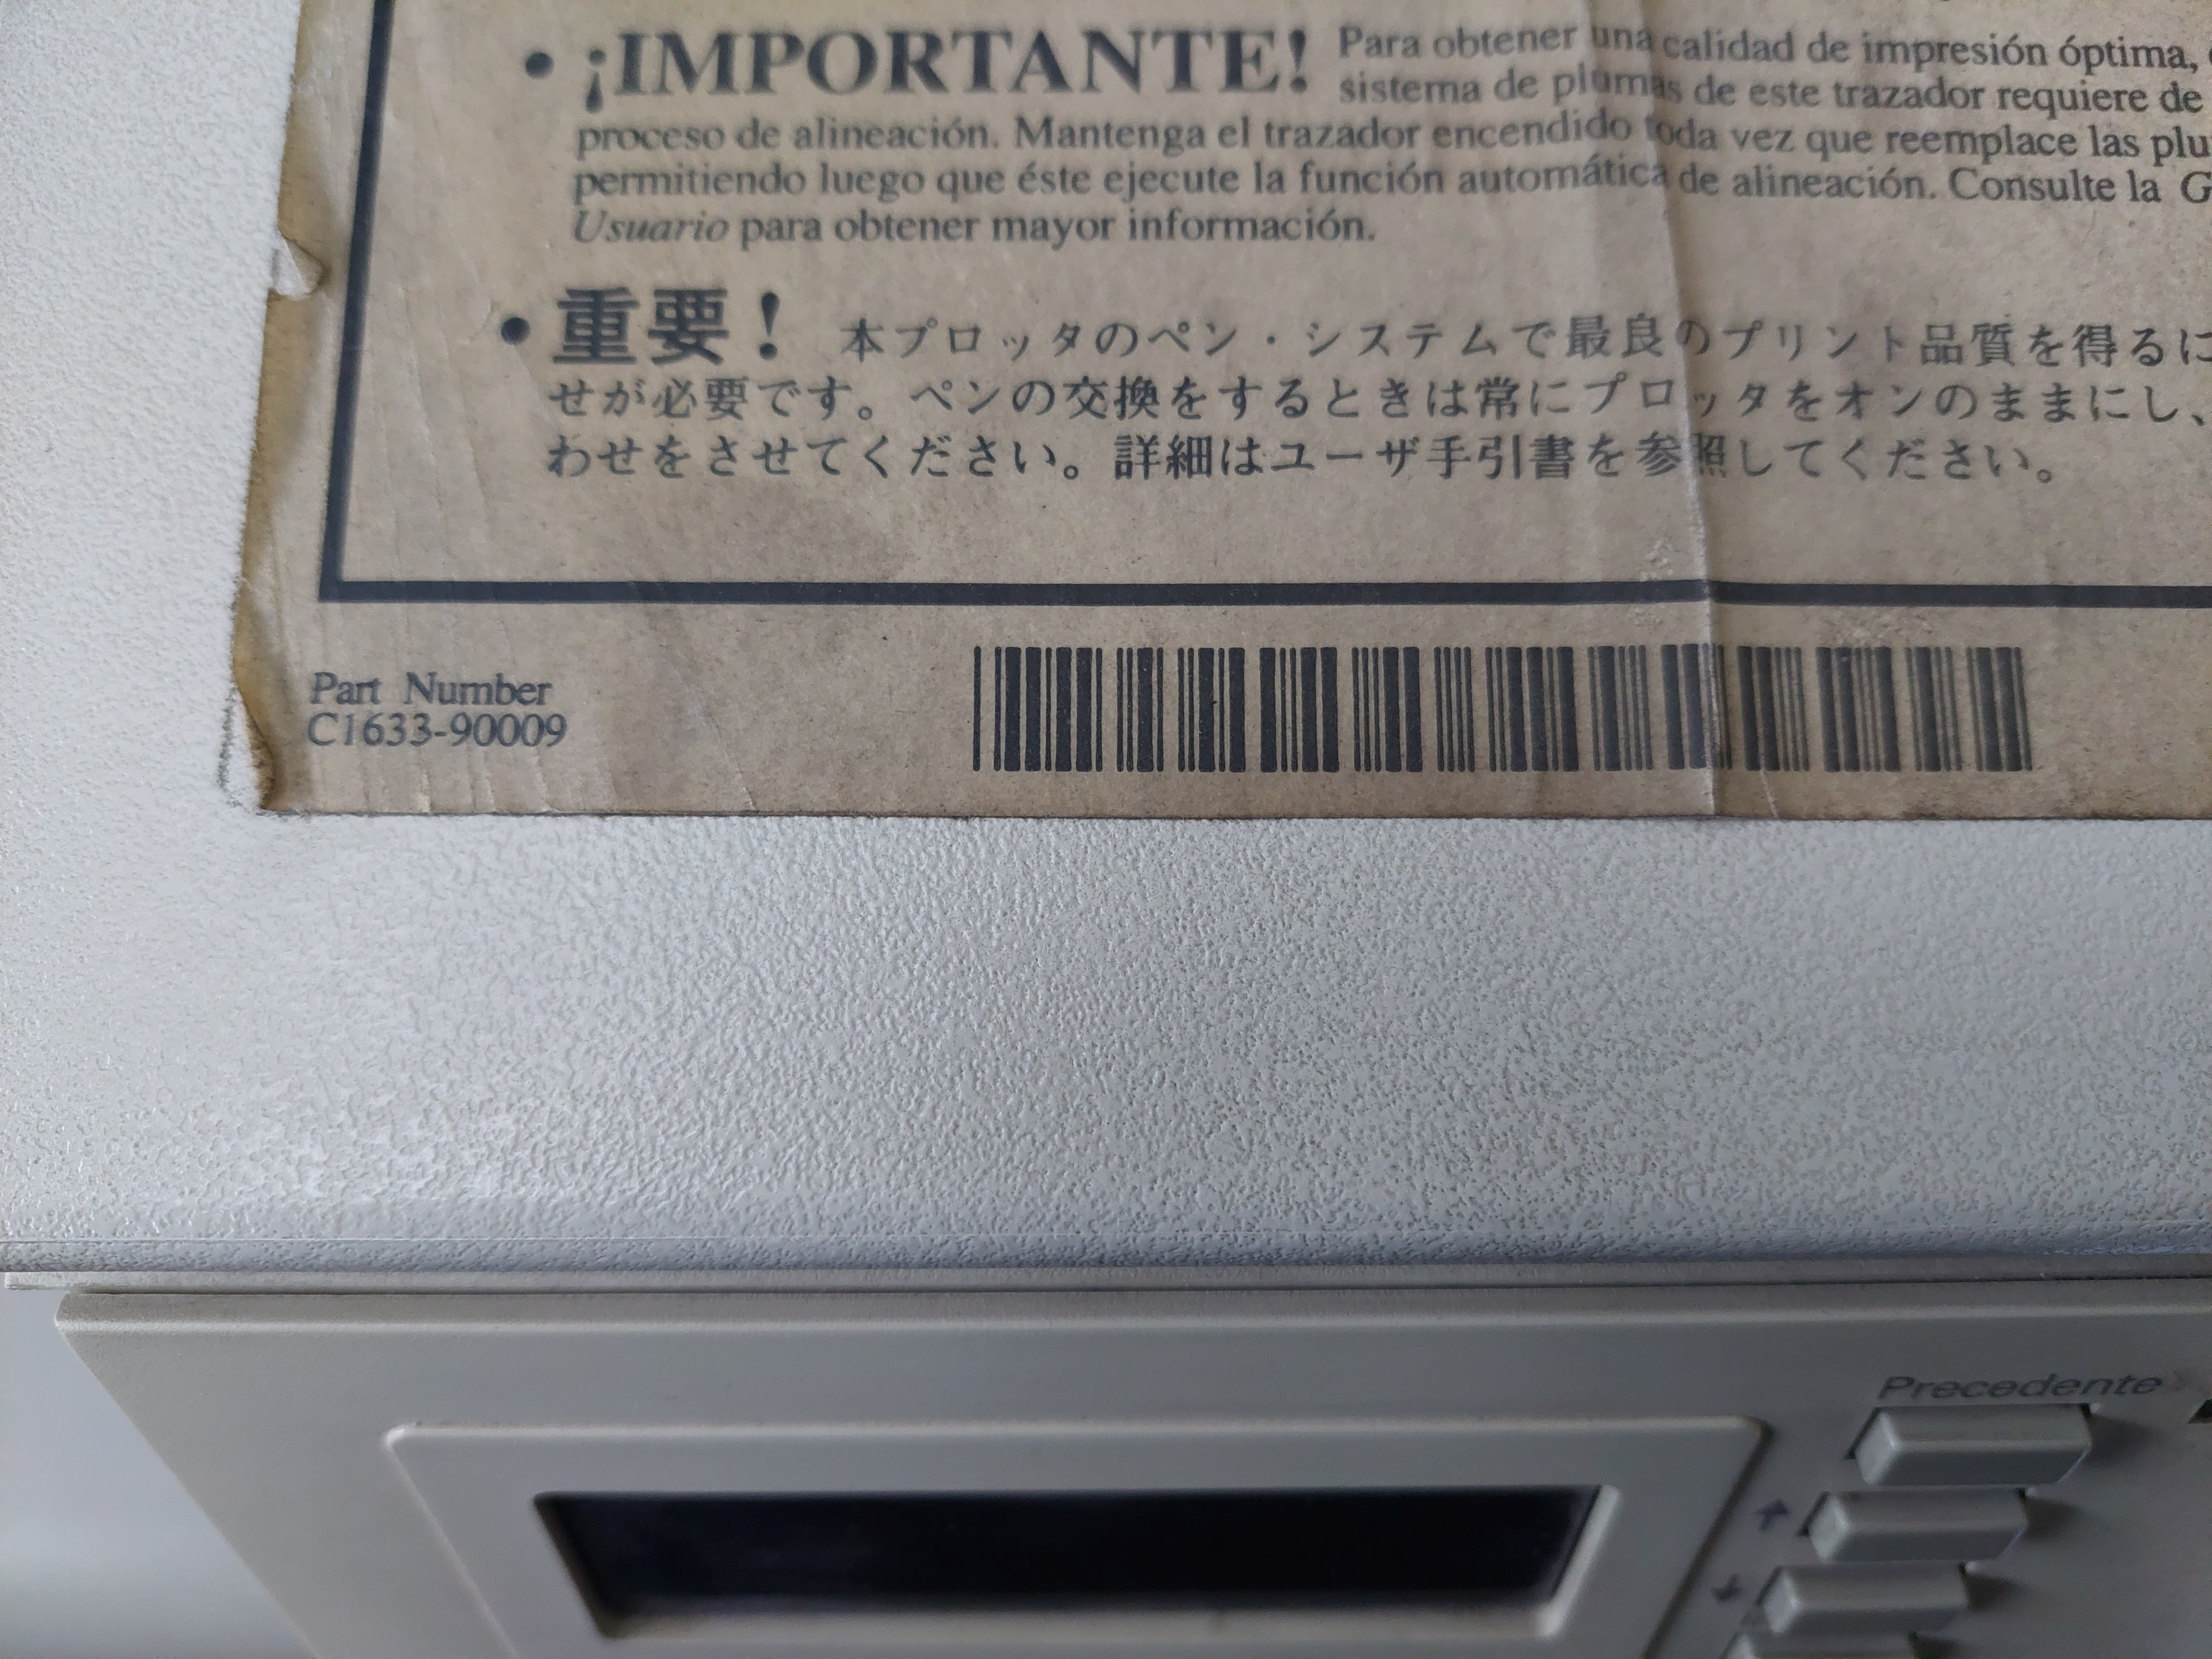 • ¡IMPORTANTE! Para obtener una calidad de impresión óptima,
sistema de plumas de este trazador requiere de
proceso de alineación. Mantenga el trazador encendido toda vez que reemplace las plu
permitiendo luego que éste ejecute la función automática de alineación. Consulte la G
Usuario para obtener mayor información.
• 重要！ 本プロッタのペン・システムで最良のプリント品質を得るに
せが必要です。ペンの交換をするときは常にプロッタをオンのままにし、
わせをさせてください。詳細はユーザ手引書を参照してください。
Part Number
C1633-90009
Precedente